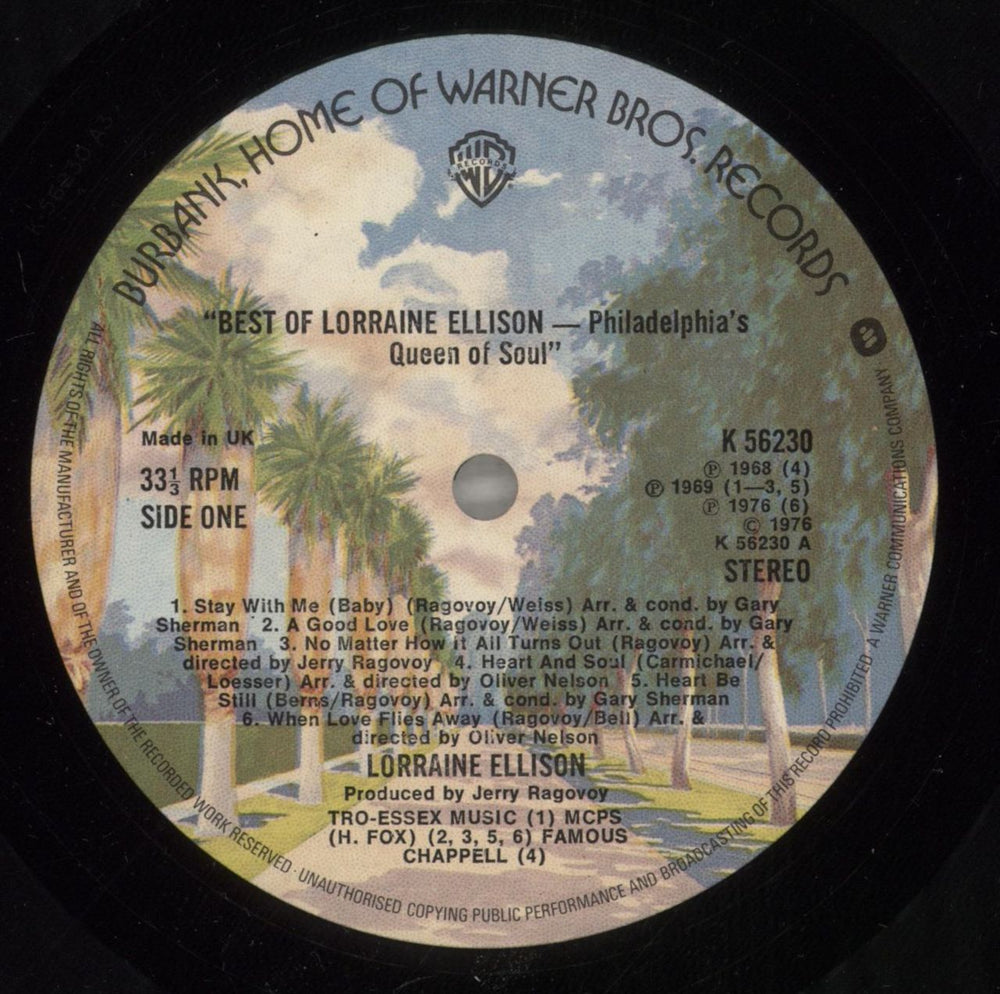 BURBANK, HOME OF WARNER BROS. RECORDS
RECORDS
"BEST OF LORRAINE ELLISON — Philadelphia's
Queen of Soul"
Made in UK
33⅓ RPM
SIDE ONE
K 56230
℗ 1968 (4)
℗ 1969 (1—3, 5)
℗ 1976 (6)
© 1976
K 56230 A
STEREO
1. Stay With Me (Baby) (Ragovoy/Weiss) Arr. & cond. by Gary
Sherman 2. A Good Love (Ragovoy/Weiss) Arr. & cond. by Gary
Sherman 3. No Matter How it All Turns Out (Ragovoy) Arr. &
directed by Jerry Ragovoy 4. Heart And Soul (Carmichael/
Loesser) Arr. & directed by Oliver Nelson 5. Heart Be
Still (Berns/Ragovoy) Arr. & cond. by Gary Sherman
6. When Love Flies Away (Ragovoy/Bell) Arr. &
directed by Oliver Nelson
LORRAINE ELLISON
Produced by Jerry Ragovoy
TRO-ESSEX MUSIC (1) MCPS
(H. FOX) (2, 3, 5, 6) FAMOUS
CHAPPELL (4)
ALL RIGHTS OF THE MANUFACTURER AND OF THE OWNER OF THE RECORDED WORK RESERVED · UNAUTHORISED COPYING PUBLIC PERFORMANCE AND BROADCASTING OF THIS RECORD PROHIBITED · A WARNER COMMUNICATIONS COMPANY